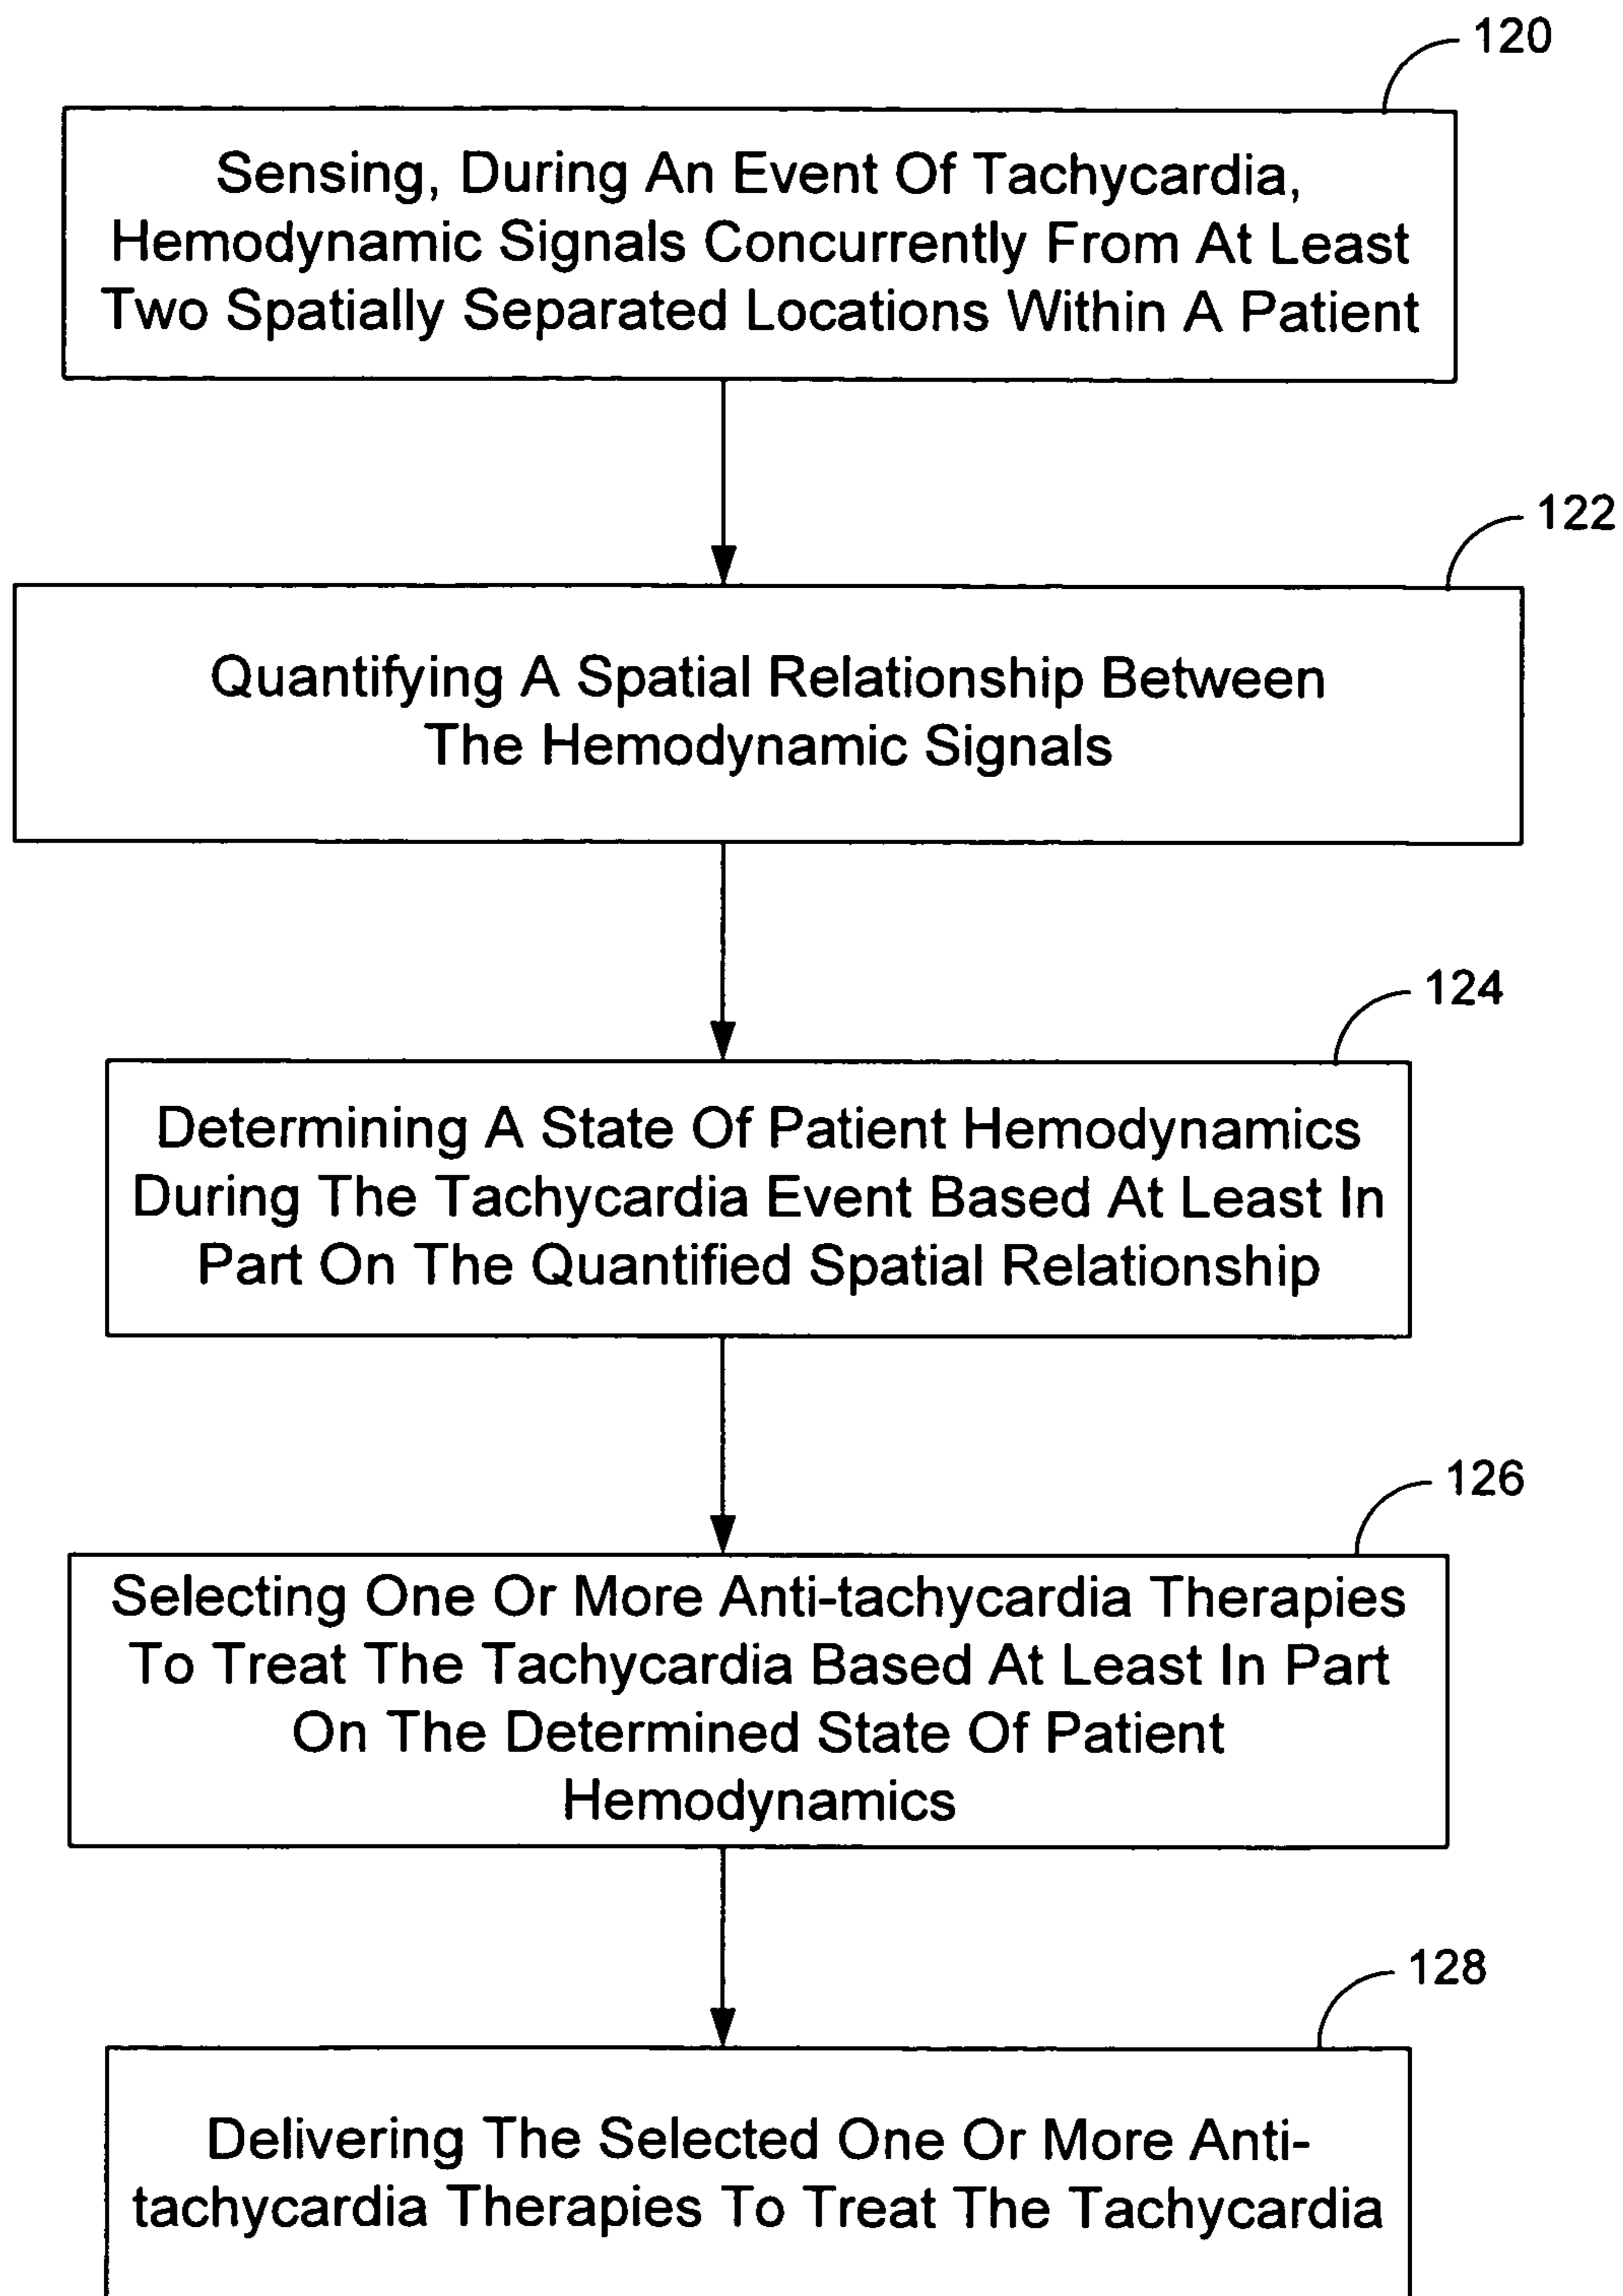 120
Sensing, During An Event Of Tachycardia,
Hemodynamic Signals Concurrently From At Least
Two Spatially Separated Locations Within A Patient
122
Quantifying A Spatial Relationship Between
The Hemodynamic Signals
124
Determining A State Of Patient Hemodynamics
During The Tachycardia Event Based At Least In
Part On The Quantified Spatial Relationship
126
Selecting One Or More Anti-tachycardia Therapies
To Treat The Tachycardia Based At Least In Part
On The Determined State Of Patient
Hemodynamics
128
Delivering The Selected One Or More Anti-
tachycardia Therapies To Treat The Tachycardia